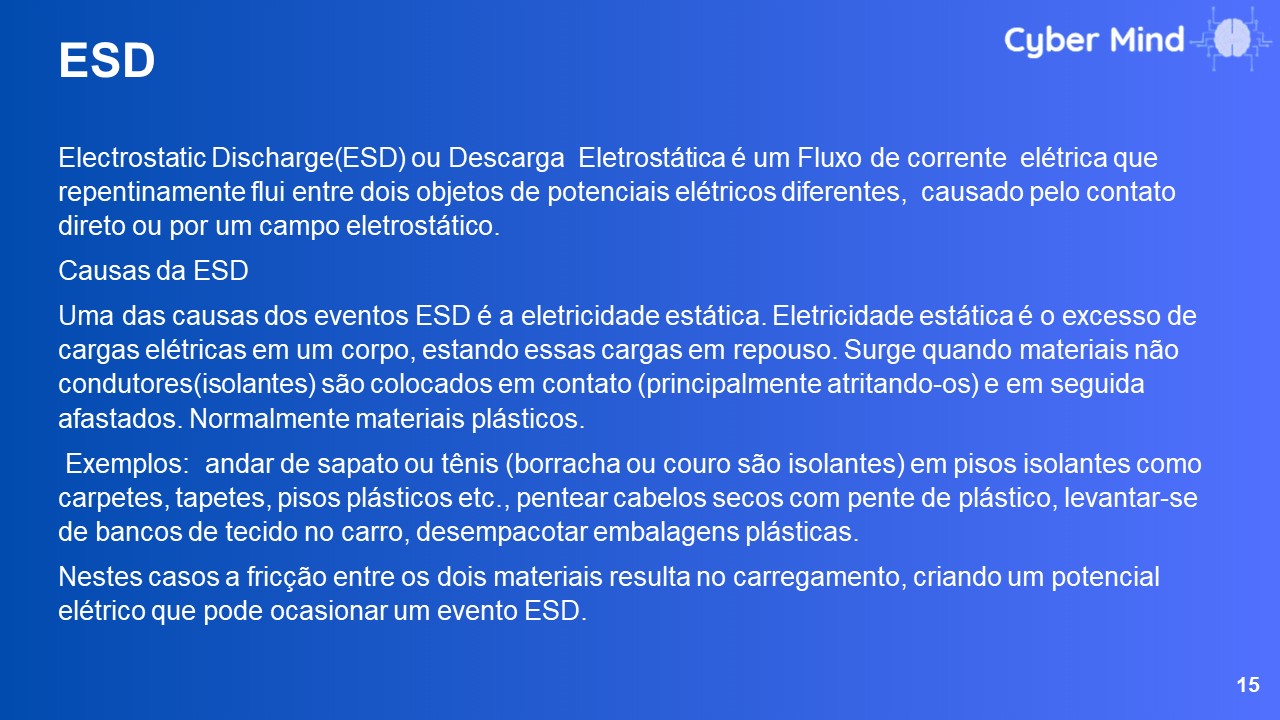 ESD
Cyber Mind
Electrostatic Discharge(ESD) ou Descarga  Eletrostática é um Fluxo de corrente  elétrica que
repentinamente flui entre dois objetos de potenciais elétricos diferentes,  causado pelo contato
direto ou por um campo eletrostático.
Causas da ESD
Uma das causas dos eventos ESD é a eletricidade estática. Eletricidade estática é o excesso de
cargas elétricas em um corpo, estando essas cargas em repouso. Surge quando materiais não
condutores(isolantes) são colocados em contato (principalmente atritando-os) e em seguida
afastados. Normalmente materiais plásticos.
Exemplos:  andar de sapato ou tênis (borracha ou couro são isolantes) em pisos isolantes como
carpetes, tapetes, pisos plásticos etc., pentear cabelos secos com pente de plástico, levantar-se
de bancos de tecido no carro, desempacotar embalagens plásticas.
Nestes casos a fricção entre os dois materiais resulta no carregamento, criando um potencial
elétrico que pode ocasionar um evento ESD.
15